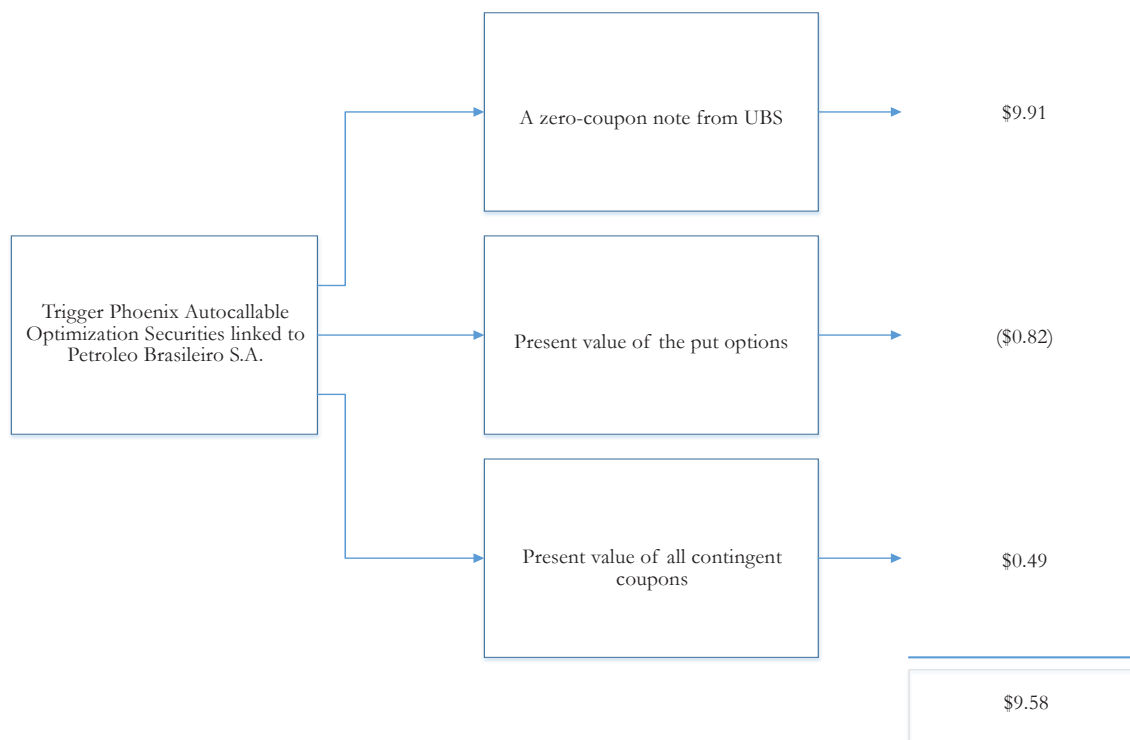 A zero-coupon note from UBS
$9.91
Trigger Phoenix Autocallable
Optimization Securities linked to
Petroleo Brasileiro S.A.
Present value of the put options
($0.82)
Present value of all contingent
coupons
$0.49
$9.58